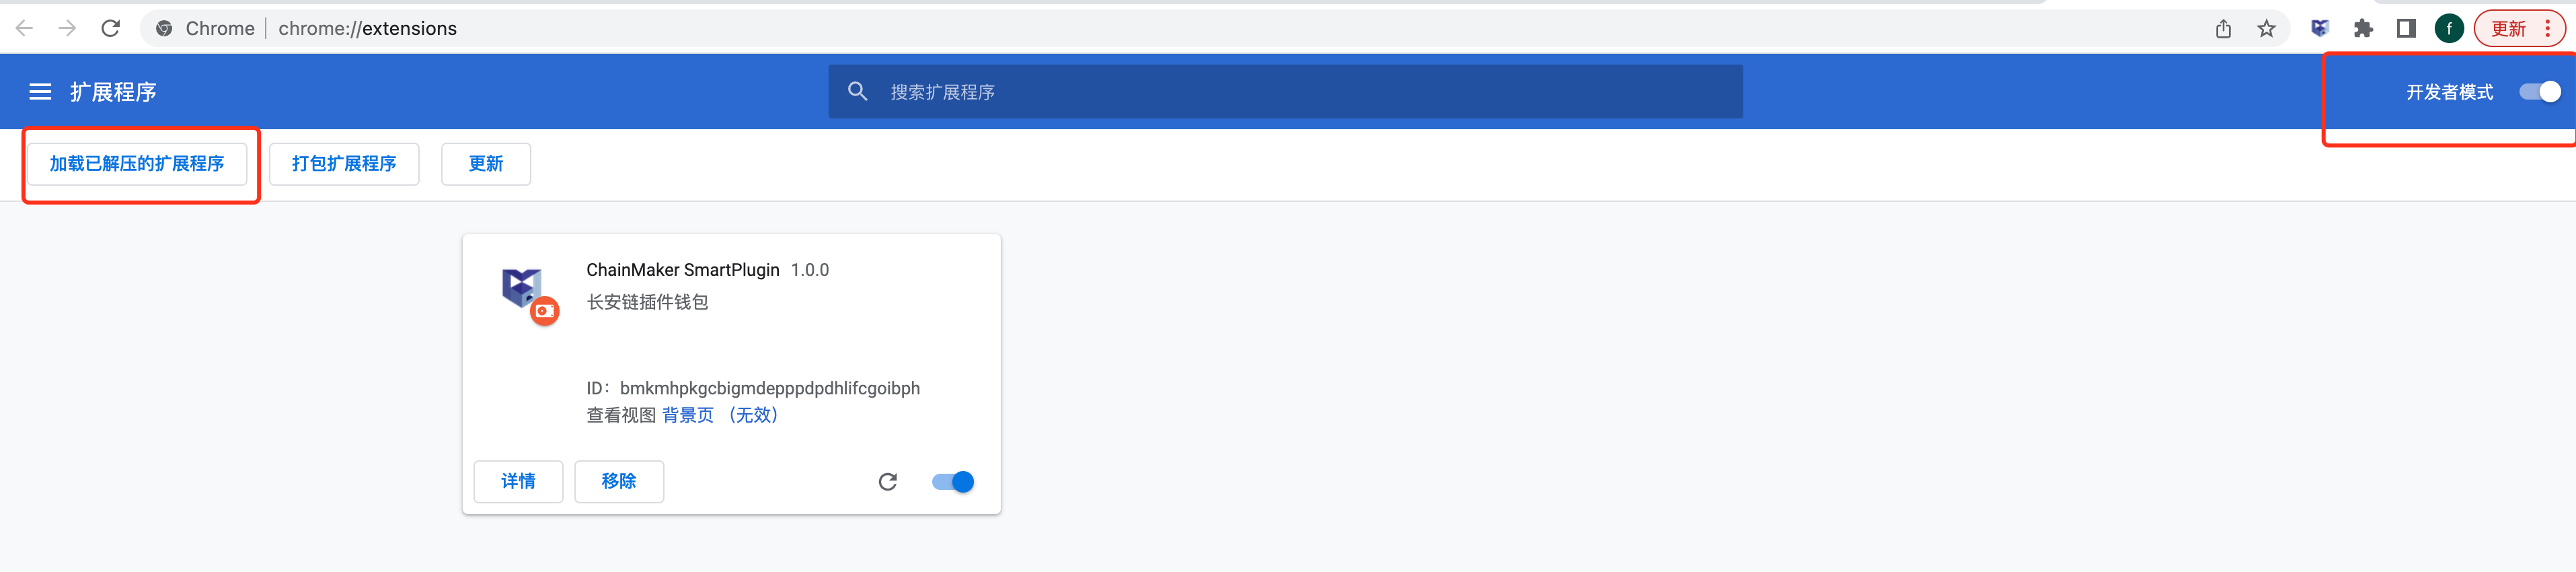 Chrome | chrome://extensions
f
更新
扩展程序
搜索扩展程序
开发者模式
加载已解压的扩展程序
打包扩展程序
更新
ChainMaker SmartPlugin 1.0.0
长安链插件钱包
ID：bmkmhpkgcbigmdepppdpdhlifcgoibph
查看视图 背景页 （无效）
详情
移除